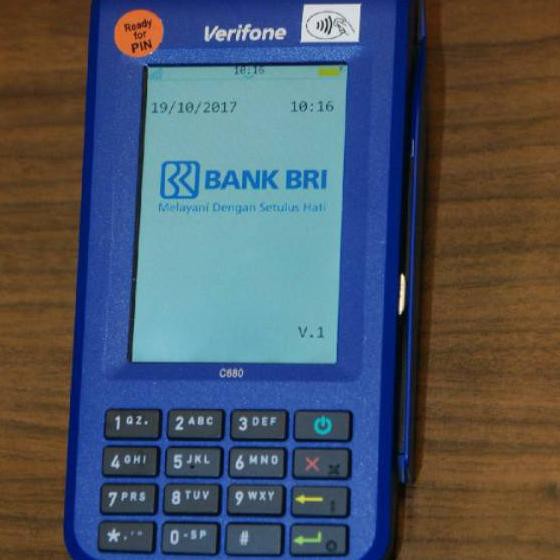 Ready
for
PIN
Verifone
10:16
19/10/2017 10:16
BANK BRI
Melayani Dengan Setulus Hati
V.1
C680
1 QZ. 2 ABC 3 DEF
4 GHI 5 JKL 6 MNO
7 PRS 8 TUV 9 WXY
*,'" 0 -SP #